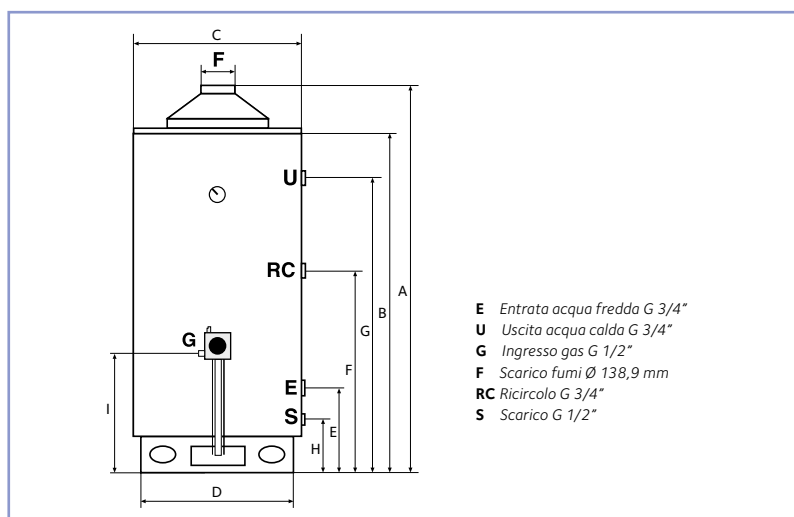 C
F
U
RC
G
E
S
A
B
G
F
E
H
I
D
E Entrata acqua fredda G 3/4”
U Uscita acqua calda G 3/4”
G Ingresso gas G 1/2”
F Scarico fumi Ø 138,9 mm
RC Ricircolo G 3/4”
S Scarico G 1/2”